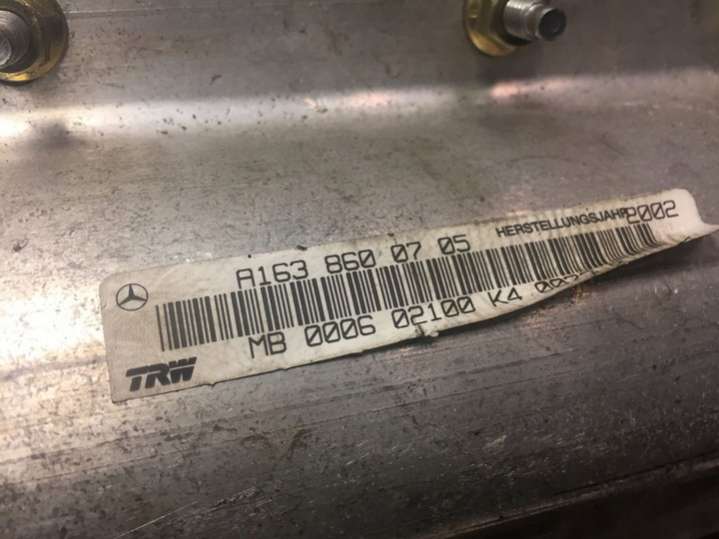 A163 860 07 05 HERSTELLUNGSJAHR 2002
MB 0006 02100 K4
TRW